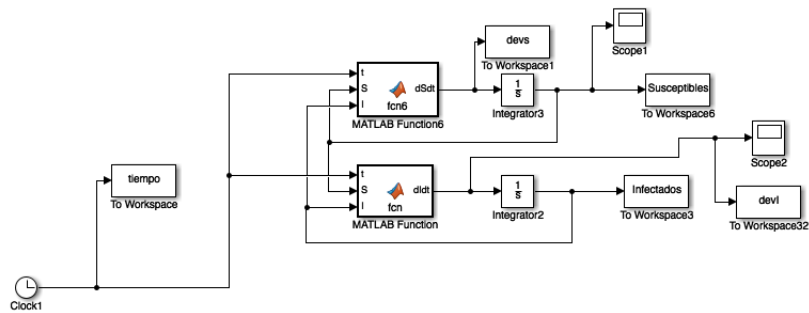 devs
To Workspace1
Scope1
t
S
I
dSdt
fcn6
MATLAB Function6
1
s
Integrator3
Susceptibles
To Workspace6
tiempo
To Workspace
t
S
I
dIdt
fcn
MATLAB Function
1
s
Integrator2
Infectados
To Workspace3
Scope2
devI
To Workspace32
Clock1